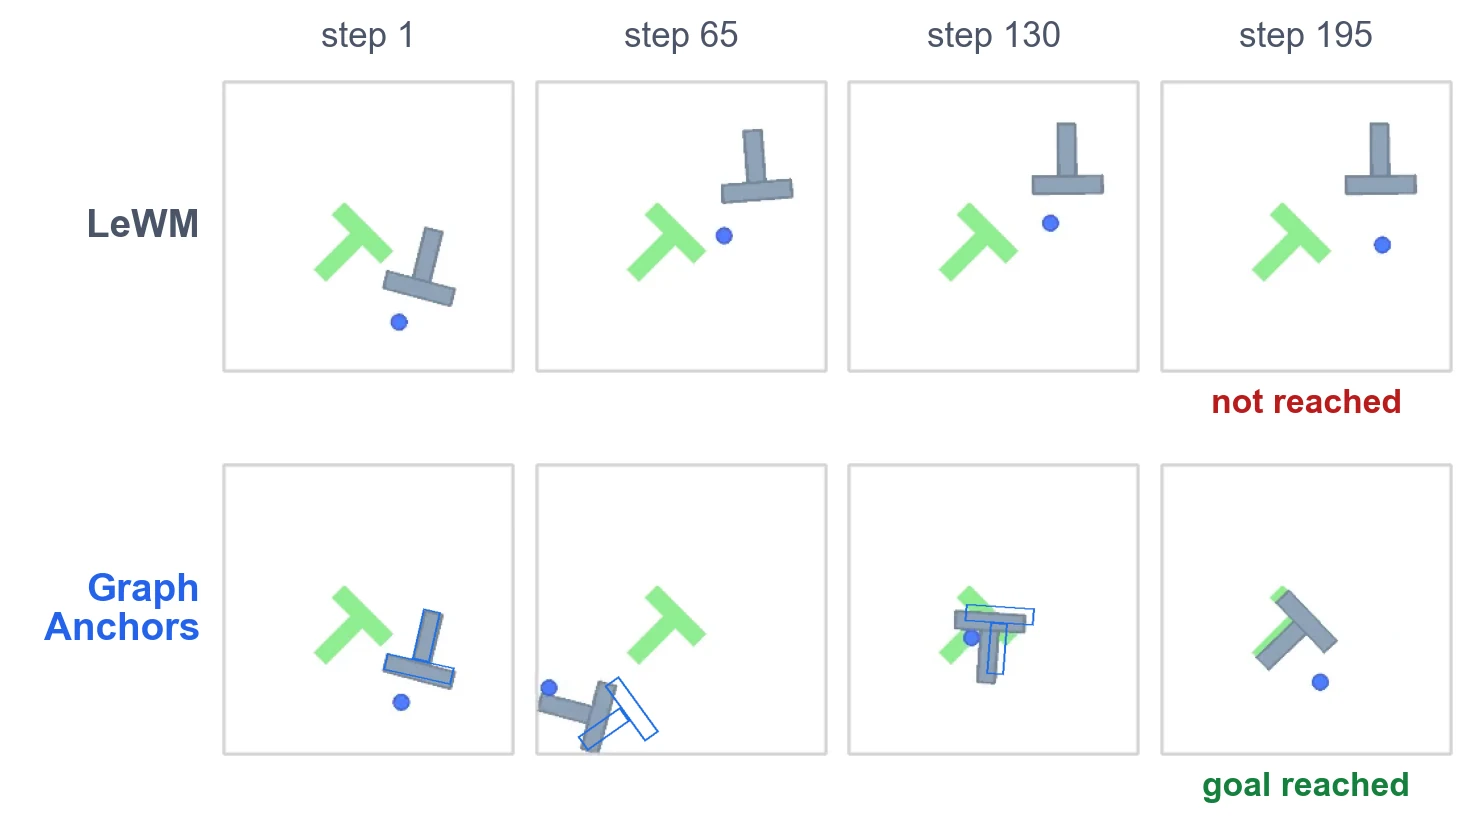 step 1
step 65
step 130
step 195
LeWM
not reached
Graph
Anchors
goal reached